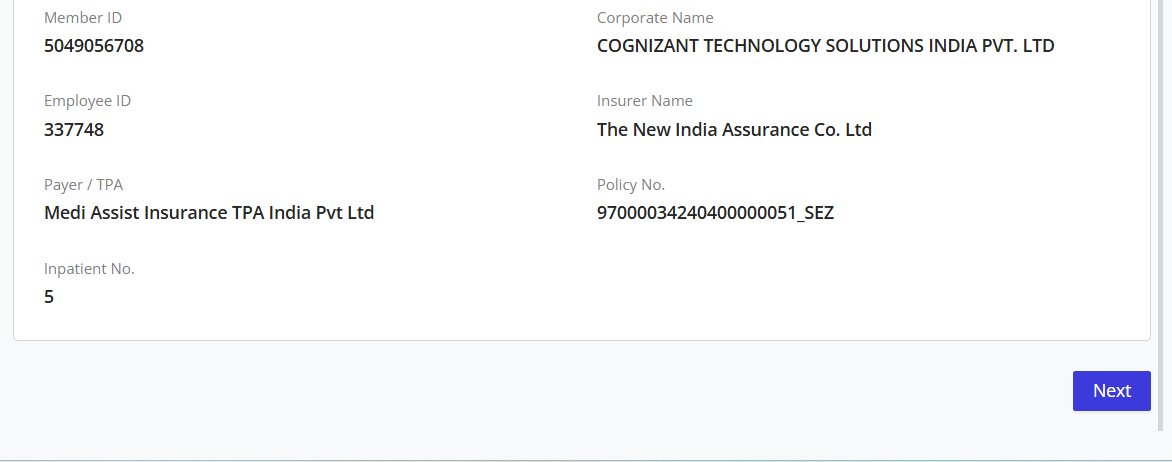 Member ID
Corporate Name
5049056708
COGNIZANT TECHNOLOGY SOLUTIONS INDIA PVT. LTD
Employee ID
Insurer Name
337748
The New India Assurance Co. Ltd
Payer / TPA
Policy No.
Medi Assist Insurance TPA India Pvt Ltd
97000034240400000051_SEZ
Inpatient No.
5
Next